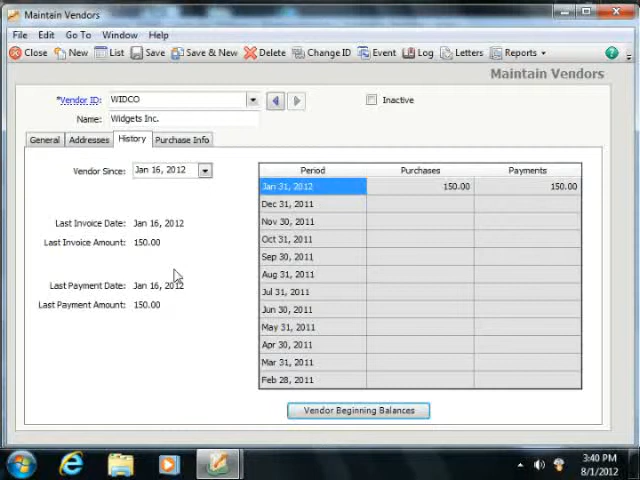 Maintain Vendors
File Edit Go To Window Help
Close New List Save Save & New Delete Change ID Event Log Letters Reports
Maintain Vendors
*Vendor ID: WIDCO Inactive
Name: Widgets Inc.
General Addresses History Purchase Info
Vendor Since: Jan 16, 2012
Period Purchases Payments
Jan 31, 2012 150.00 150.00
Dec 31, 2011
Nov 30, 2011
Oct 31, 2011
Sep 30, 2011
Aug 31, 2011
Jul 31, 2011
Jun 30, 2011
May 31, 2011
Apr 30, 2011
Mar 31, 2011
Feb 28, 2011
Last Invoice Date: Jan 16, 2012
Last Invoice Amount: 150.00
Last Payment Date: Jan 16, 2012
Last Payment Amount: 150.00
Vendor Beginning Balances
3:40 PM
8/1/2012